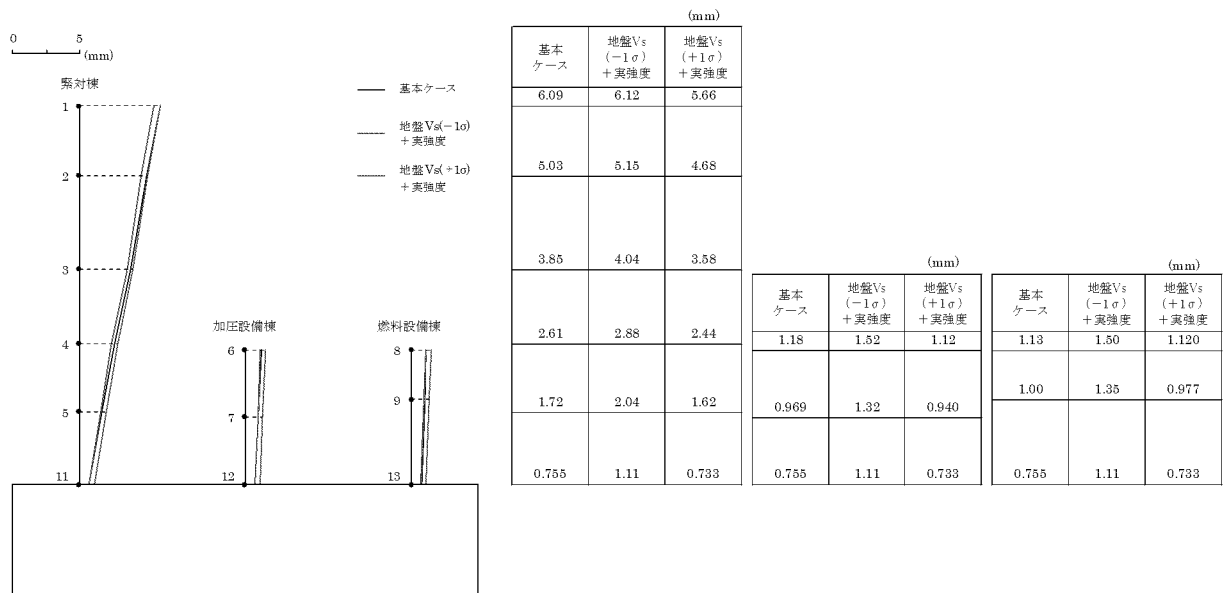 0 5
(mm)
緊対棟
1
2
3
4
5
11
基本ケース
地盤Vs(−1σ)
+実強度
地盤Vs(+1σ)
+実強度
加圧設備棟
6
7
12
燃料設備棟
8
9
13
(mm)
基本
ケース
地盤Vs
(−1σ)
+実強度
地盤Vs
(+1σ)
+実強度
6.09 6.12 5.66
5.03 5.15 4.68
3.85 4.04 3.58
2.61 2.88 2.44
1.72 2.04 1.62
0.755 1.11 0.733
(mm)
基本
ケース
地盤Vs
(−1σ)
+実強度
地盤Vs
(+1σ)
+実強度
1.18 1.52 1.12
0.969 1.32 0.940
0.755 1.11 0.733
(mm)
基本
ケース
地盤Vs
(−1σ)
+実強度
地盤Vs
(+1σ)
+実強度
1.13 1.50 1.120
1.00 1.35 0.977
0.755 1.11 0.733